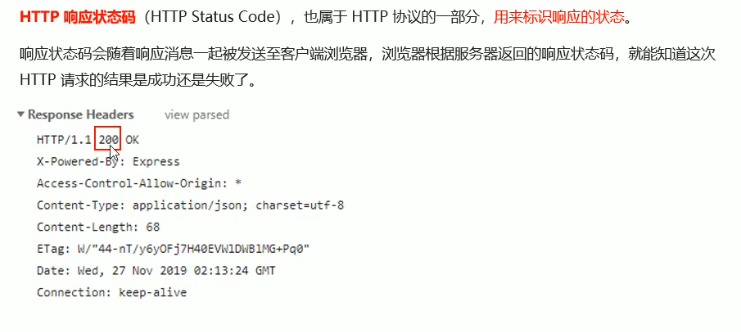 HTTP 响应状态码（HTTP Status Code），也属于 HTTP 协议的一部分，用来标识响应的状态。
响应状态码会随着响应消息一起被发送至客户端浏览器，浏览器根据服务器返回的响应状态码，就能知道这次
HTTP 请求的结果是成功还是失败了。
Response Headers view parsed
HTTP/1.1 200 OK
X-Powered-By: Express
Access-Control-Allow-Origin: *
Content-Type: application/json; charset=utf-8
Content-Length: 68
ETag: W/"44-nT/y6yOFj7H40EVWlDWBlMG+Pq0"
Date: Wed, 27 Nov 2019 02:13:24 GMT
Connection: keep-alive